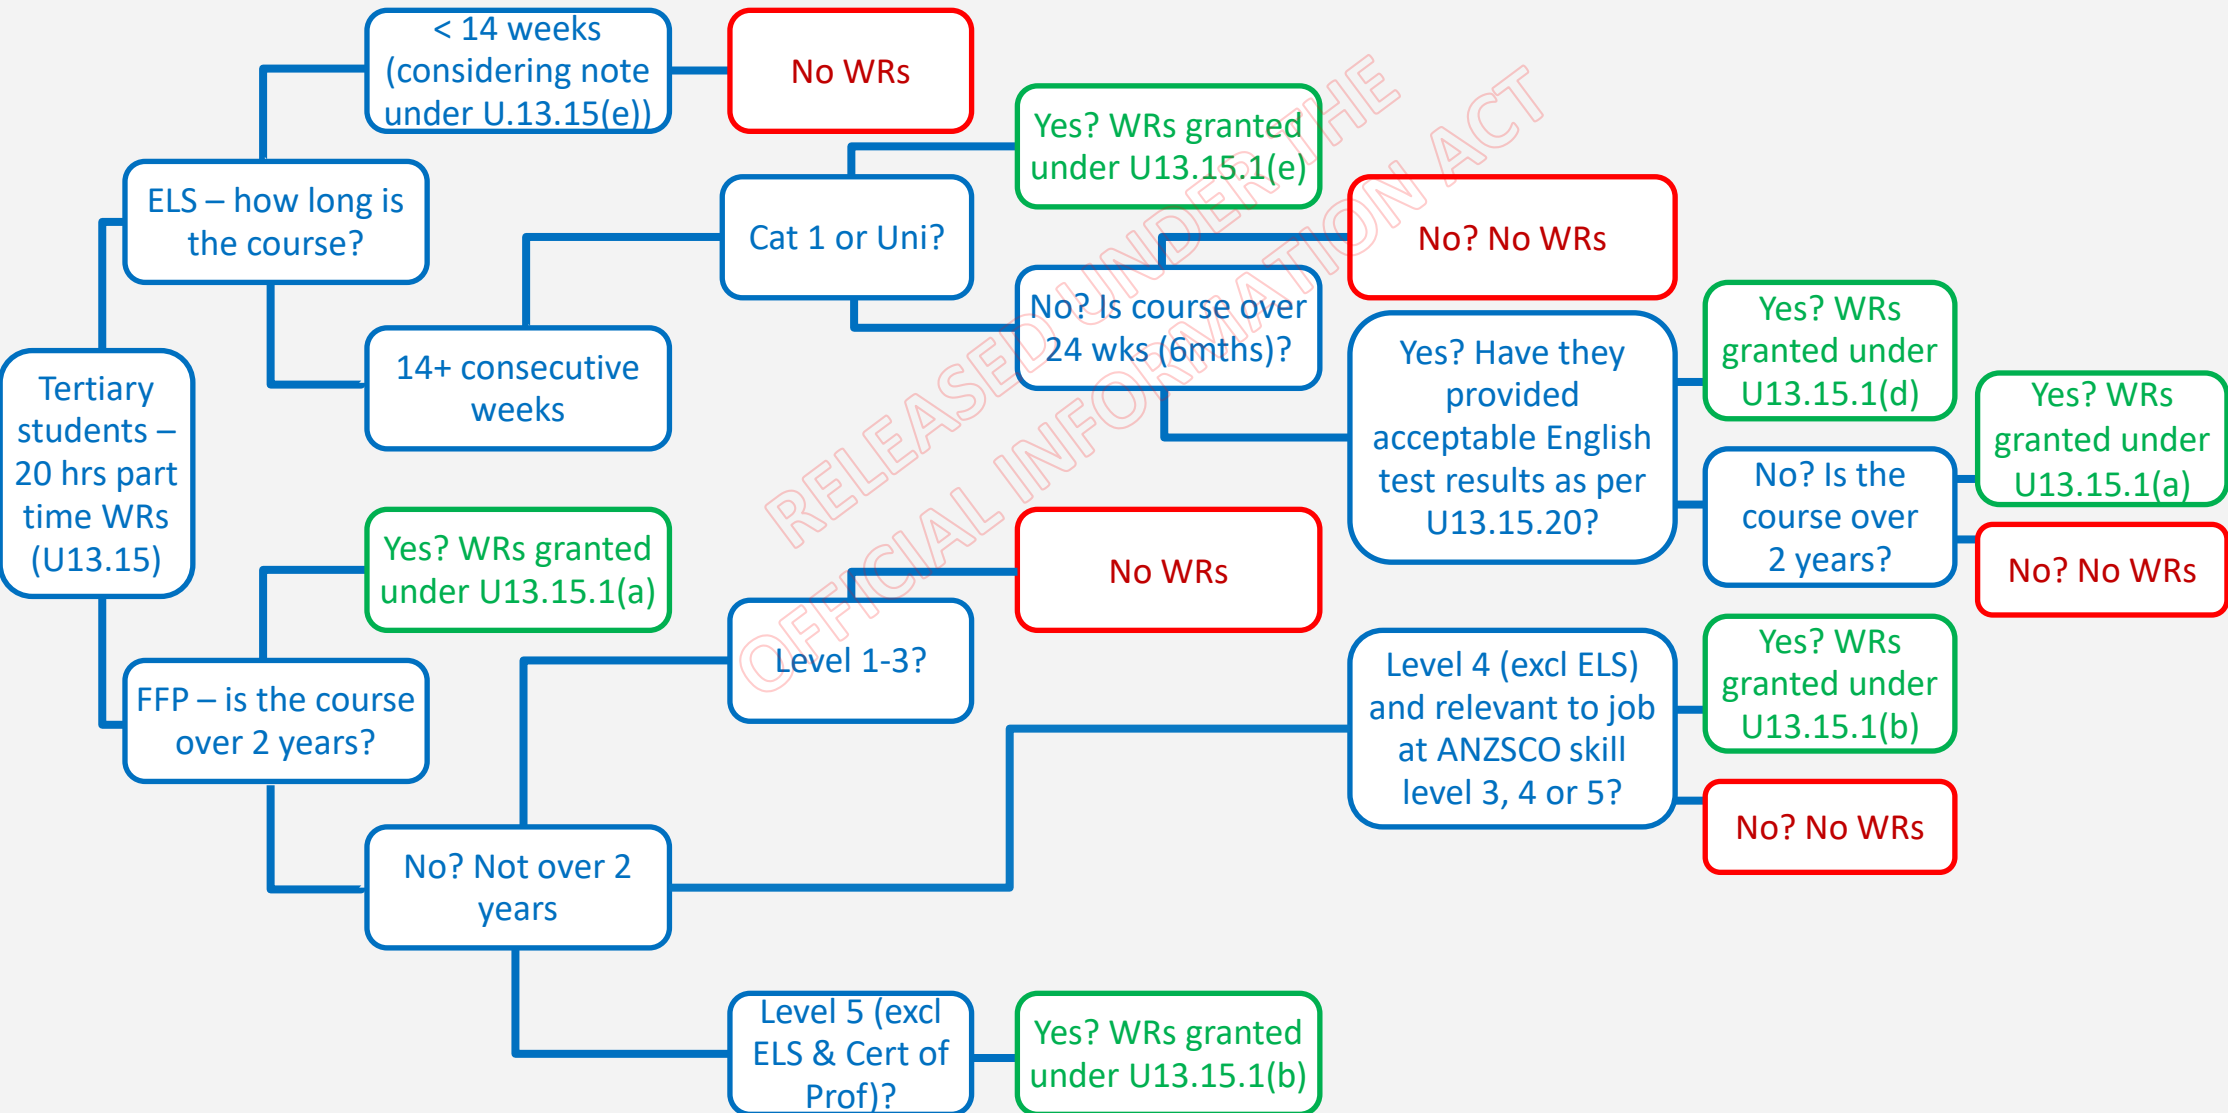 < 14 weeks
(considering note
under U.13.15(e))
No WRs
Yes? WRs granted
under U13.15.1(e)
ELS – how long is
the course?
Cat 1 or Uni?
No? No WRs
No? Is course over
24 wks (6mths)?
14+ consecutive
weeks
Yes? Have they
provided
acceptable English
test results as per
U13.15.20?
Yes? WRs
granted under
U13.15.1(d)
Yes? WRs
granted under
U13.15.1(a)
No? Is the
course over
2 years?
No? No WRs
Tertiary
students –
20 hrs part
time WRs
(U13.15)
Yes? WRs granted
under U13.15.1(a)
No WRs
Level 1-3?
FFP – is the course
over 2 years?
Level 4 (excl ELS)
and relevant to job
at ANZSCO skill
level 3, 4 or 5?
Yes? WRs
granted under
U13.15.1(b)
No? No WRs
No? Not over 2
years
Level 5 (excl
ELS & Cert of
Prof)?
Yes? WRs granted
under U13.15.1(b)
RELEASED UNDER THE
OFFICIAL INFORMATION ACT